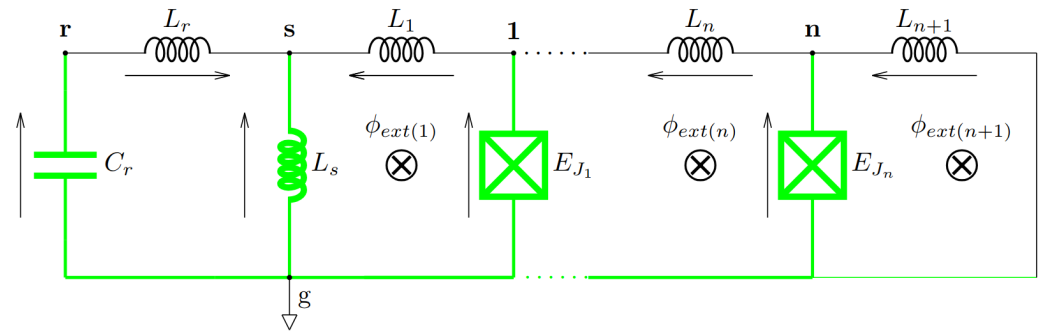 r L_r s L_1 1 ...... L_n n L_{n+1}
ϕ_{ext(1)} ϕ_{ext(n)} ϕ_{ext(n+1)}
C_r L_s E_{J_1} E_{J_n}
g